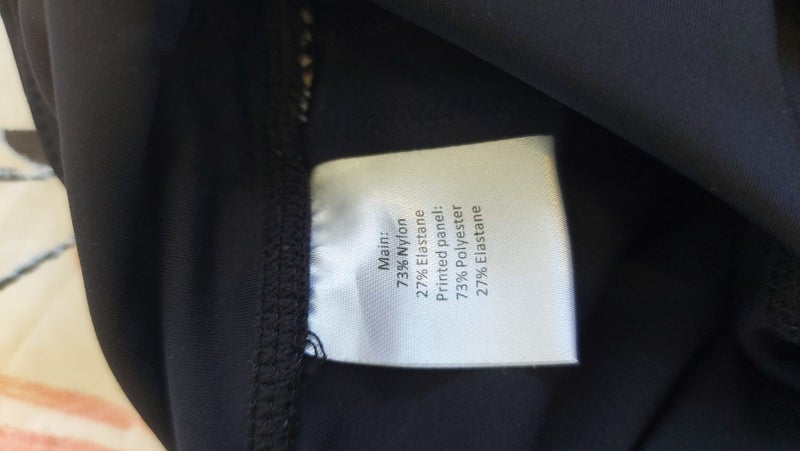 Main:
73% Nylon
27% Elastane
Printed panel:
73% Polyester
27% Elastane